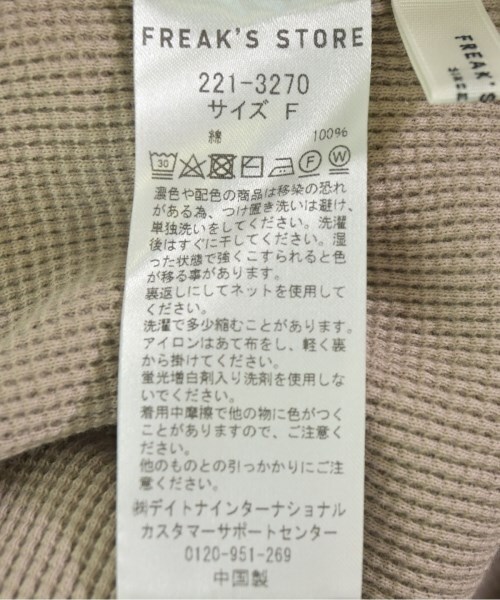 FREAK'S STORE
221-3270
サイズ F
綿 100%
30 F W
濃色や配色の商品は移染の恐れ
がある為、つけ置き洗いは避け、
単独洗いをしてください。洗濯
後はすぐに干してください。湿
った状態で強くこすられると色
が移る事があります。
裏返しにしてネットを使用して
ください。
洗濯で多少縮むことがあります。
アイロンはあて布をし、軽く裏
から掛けてください。
蛍光増白剤入り洗剤を使用しな
いでください。
着用中摩擦で他の物に色がつく
ことがありますので、ご注意く
ださい。
他のものとの引っかかりにご注
意ください。
㈱デイトナインターナショナル
カスタマーサポートセンター
0120-951-269
中国製
FREAK'S STO